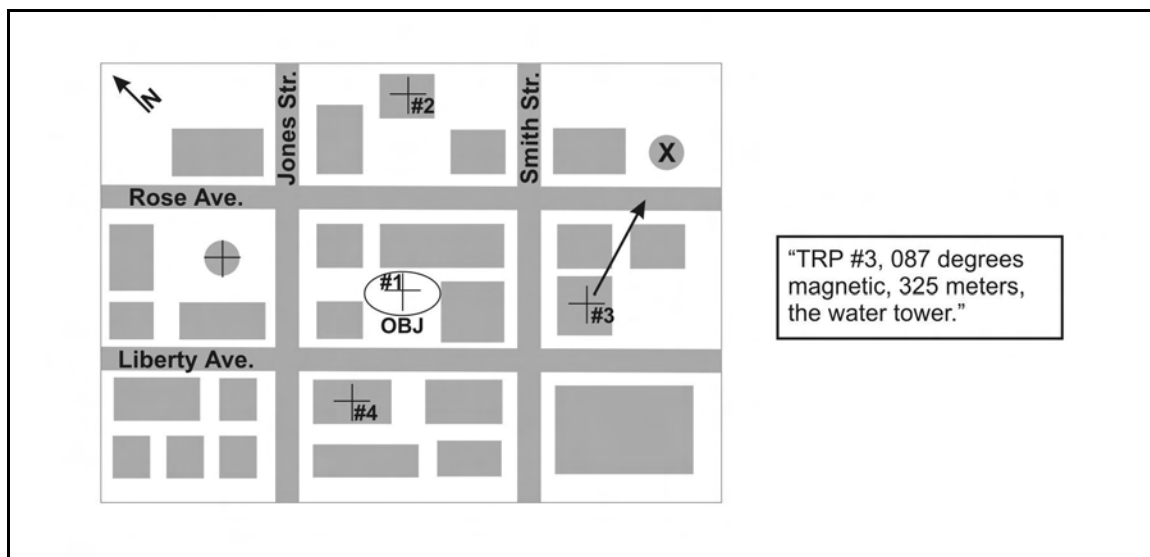 N
Jones Str.
Smith Str.
#2
X
Rose Ave.
#1
OBJ
#3
Liberty Ave.
#4
“TRP #3, 087 degrees
magnetic, 325 meters,
the water tower.”